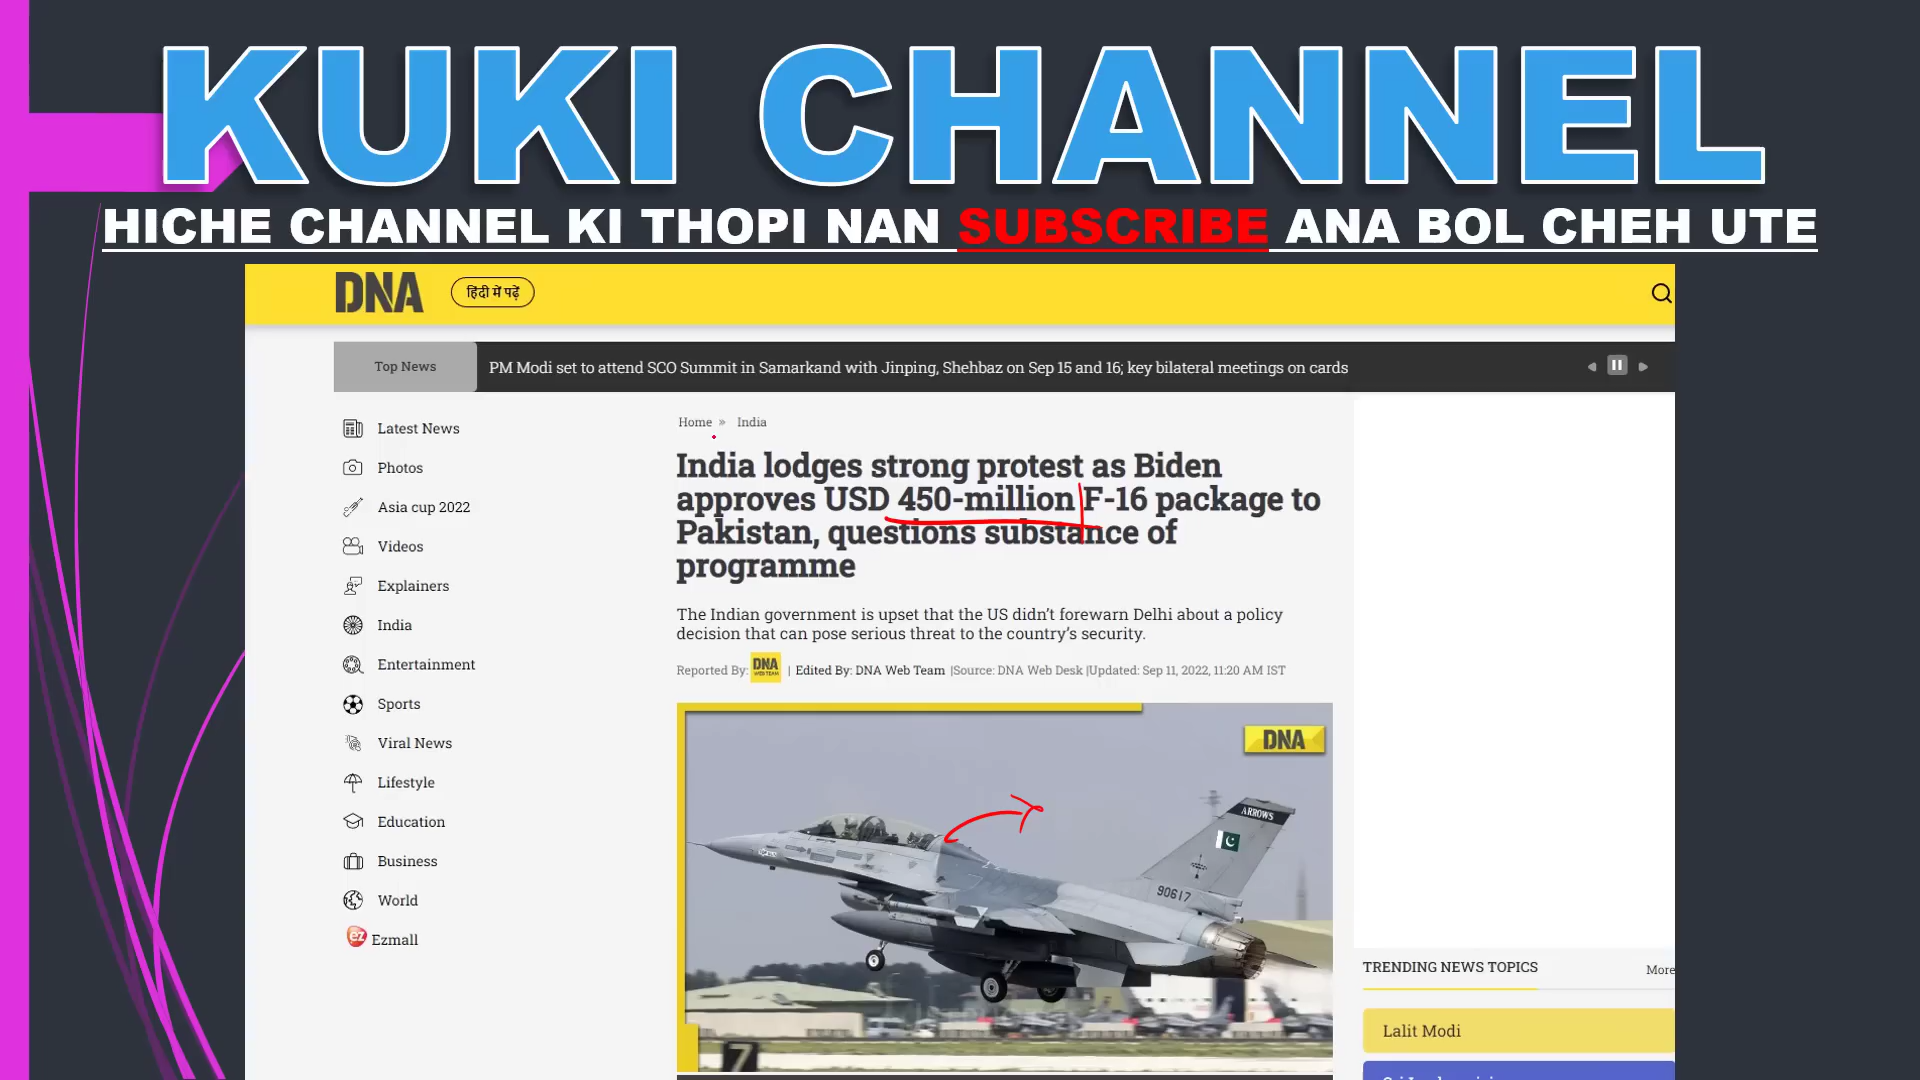 KUKI CHANNEL
HICHE CHANNEL KI THOPI NAN SUBSCRIBE ANA BOL CHEH UTE
DNA
हिंदी में पढ़ें
Top News
PM Modi set to attend SCO Summit in Samarkand with Jinping, Shehbaz on Sep 15 and 16; key bilateral meetings on cards
Latest News
Photos
Asia cup 2022
Videos
Explainers
India
Entertainment
Sports
Viral News
Lifestyle
Education
Business
World
ez Ezmall
Home » India
India lodges strong protest as Biden
approves USD 450-million F-16 package to
Pakistan, questions substance of
programme
The Indian government is upset that the US didn’t forewarn Delhi about a policy
decision that can pose serious threat to the country’s security.
Reported By: DNA WEB TEAM | Edited By: DNA Web Team |Source: DNA Web Desk |Updated: Sep 11, 2022, 11:20 AM IST
DNA
ARROWS
90617
7
TRENDING NEWS TOPICS
More
Lalit Modi